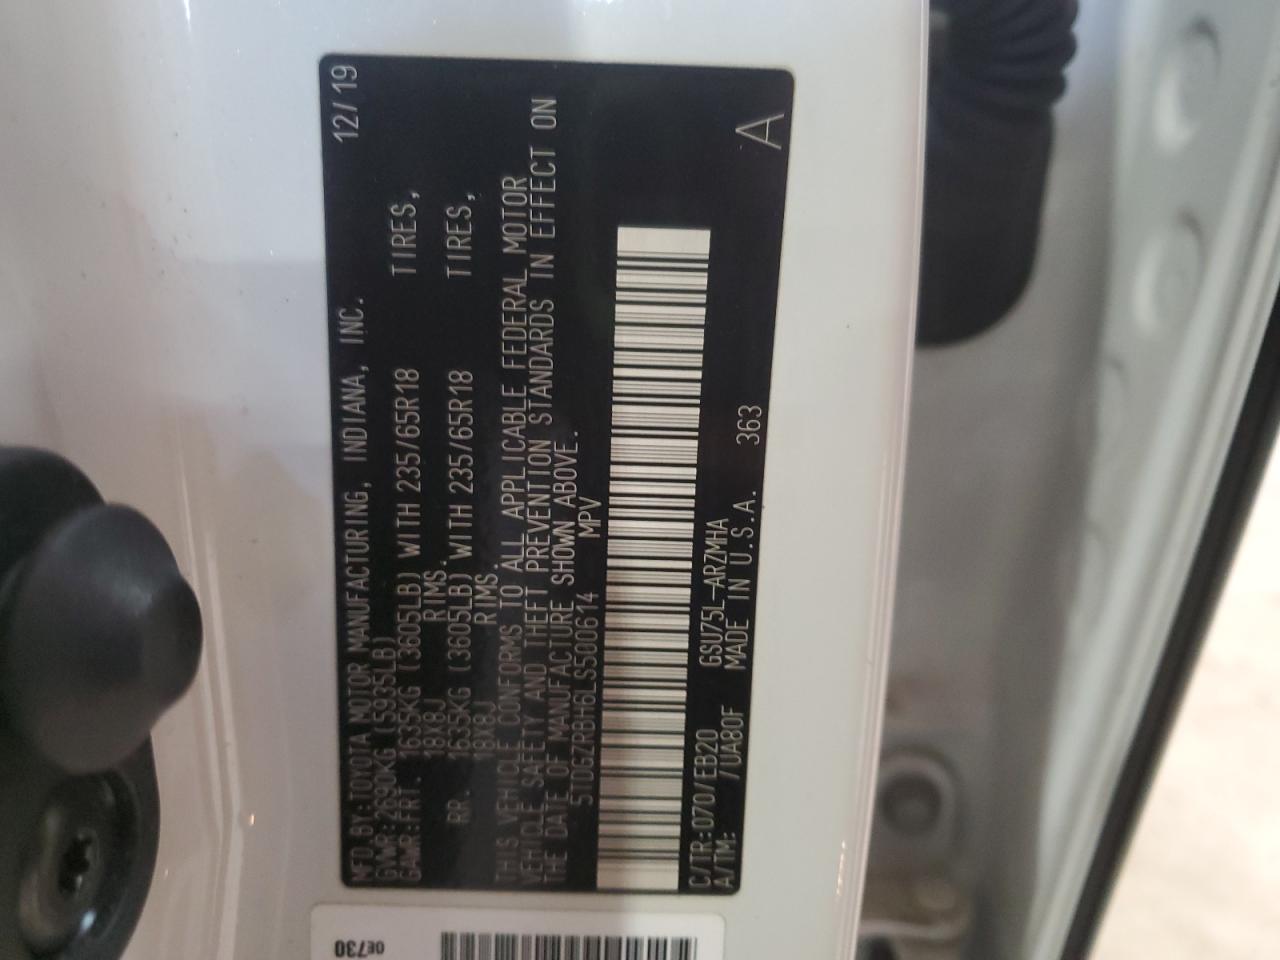 MFD.BY:TOYOTA MOTOR MANUFACTURING, INDIANA, INC. 12/19
GVWR:2690KG (5935LB)
GAWR:FRT. 1635KG (3605LB) WITH 235/65R18 TIRES,
18X8J RIMS.
RR. 1635KG (3605LB) WITH 235/65R18 TIRES,
18X8J RIMS.
THIS VEHICLE CONFORMS TO ALL APPLICABLE FEDERAL MOTOR
VEHICLE SAFETY AND THEFT PREVENTION STANDARDS IN EFFECT ON
THE DATE OF MANUFACTURE SHOWN ABOVE.
5TDGZRBH6LS500614 MPV
C/TR:070/EB20 GSU75L-ARZMHA
A/TM: /UA80F MADE IN U.S.A. 363 A
0E730